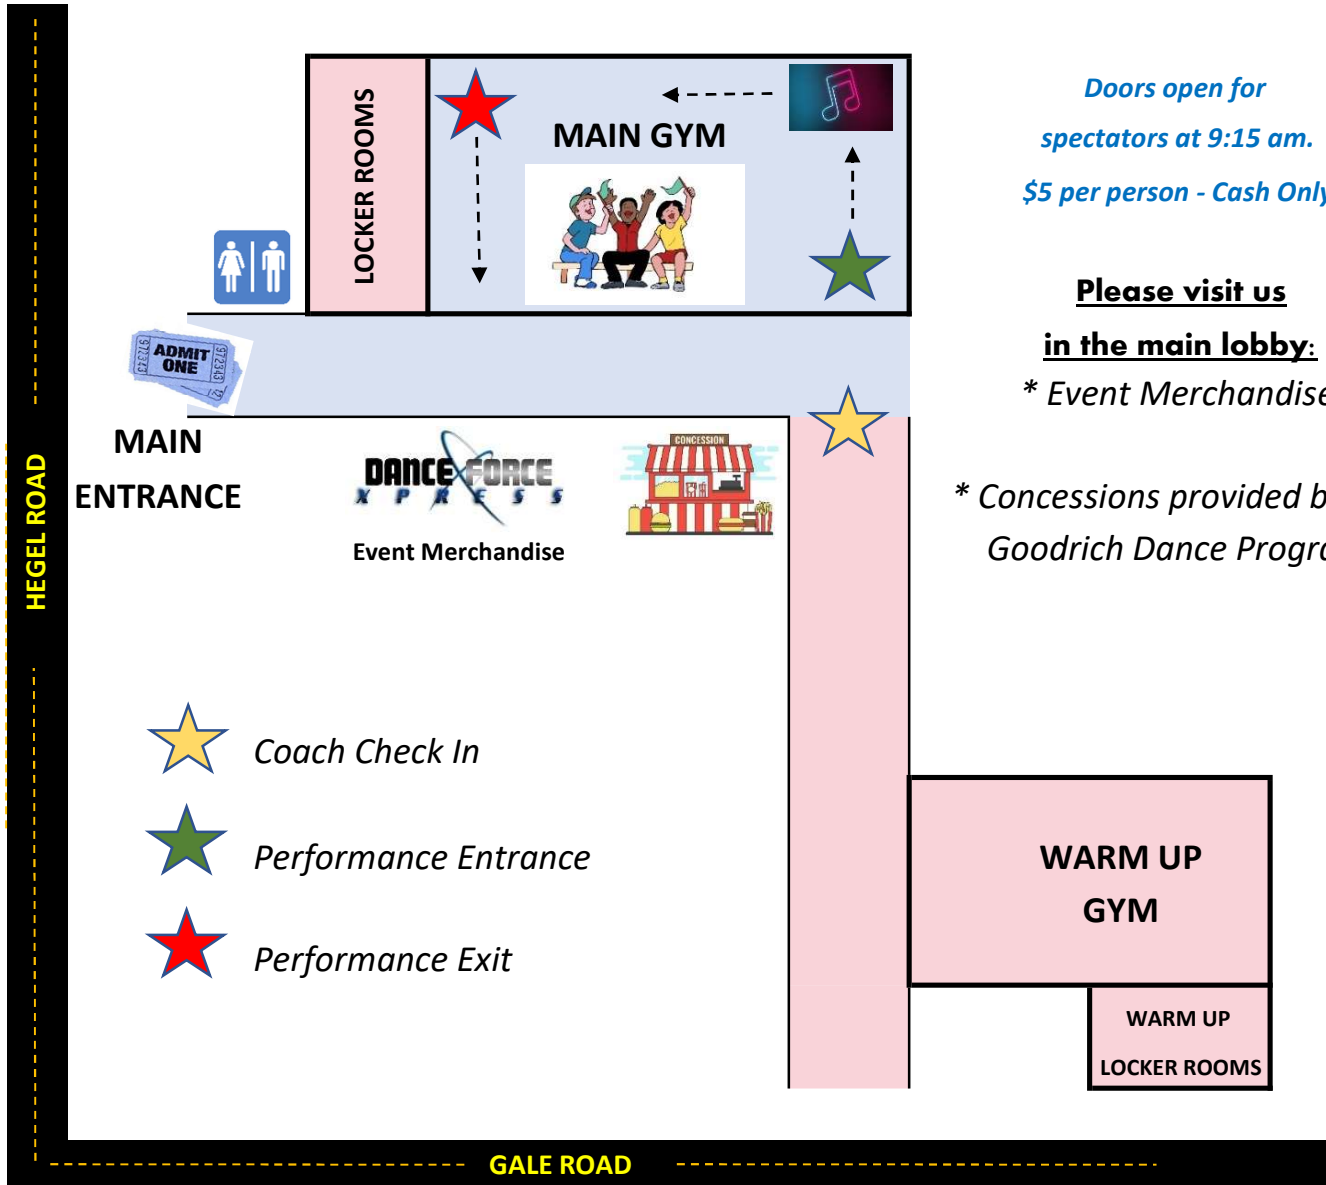 LOCKER ROOMS
MAIN GYM
Doors open for
spectators at 9:15 am.
$5 per person - Cash Only
Please visit us
in the main lobby:
* Event Merchandise
* Concessions provided b
Goodrich Dance Progra
972343
ADMIT
ONE
972343
MAIN
ENTRANCE
DANCE FORCE
XPRESS
Event Merchandise
CONCESSION
HEGEL ROAD
Coach Check In
Performance Entrance
Performance Exit
WARM UP
GYM
WARM UP
LOCKER ROOMS
GALE ROAD